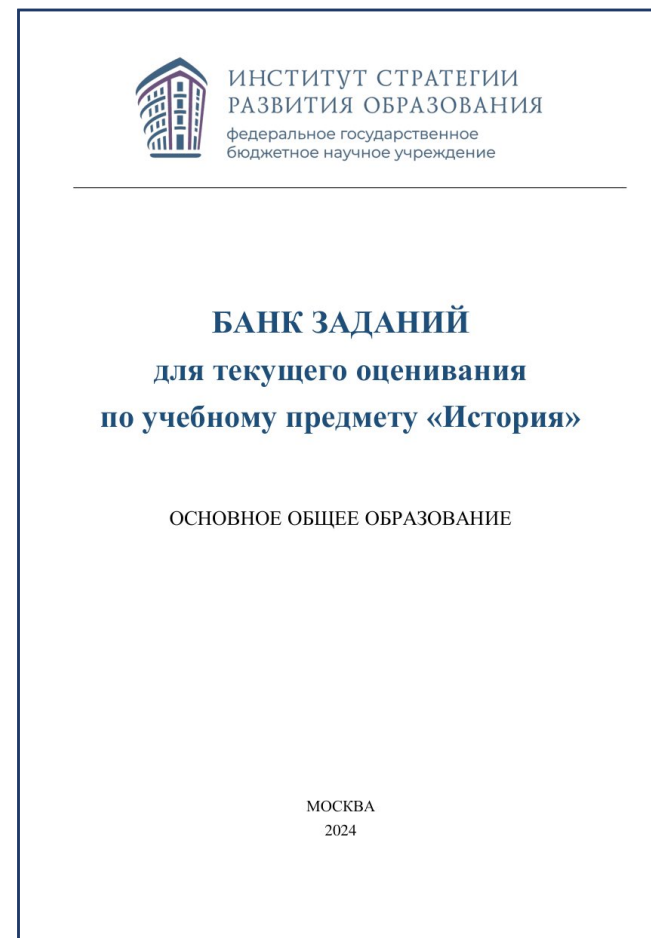 ИНСТИТУТ СТРАТЕГИИ
РАЗВИТИЯ ОБРАЗОВАНИЯ
федеральное государственное
бюджетное научное учреждение
БАНК ЗАДАНИЙ
для текущего оценивания
по учебному предмету «История»
ОСНОВНОЕ ОБЩЕЕ ОБРАЗОВАНИЕ
МОСКВА
2024